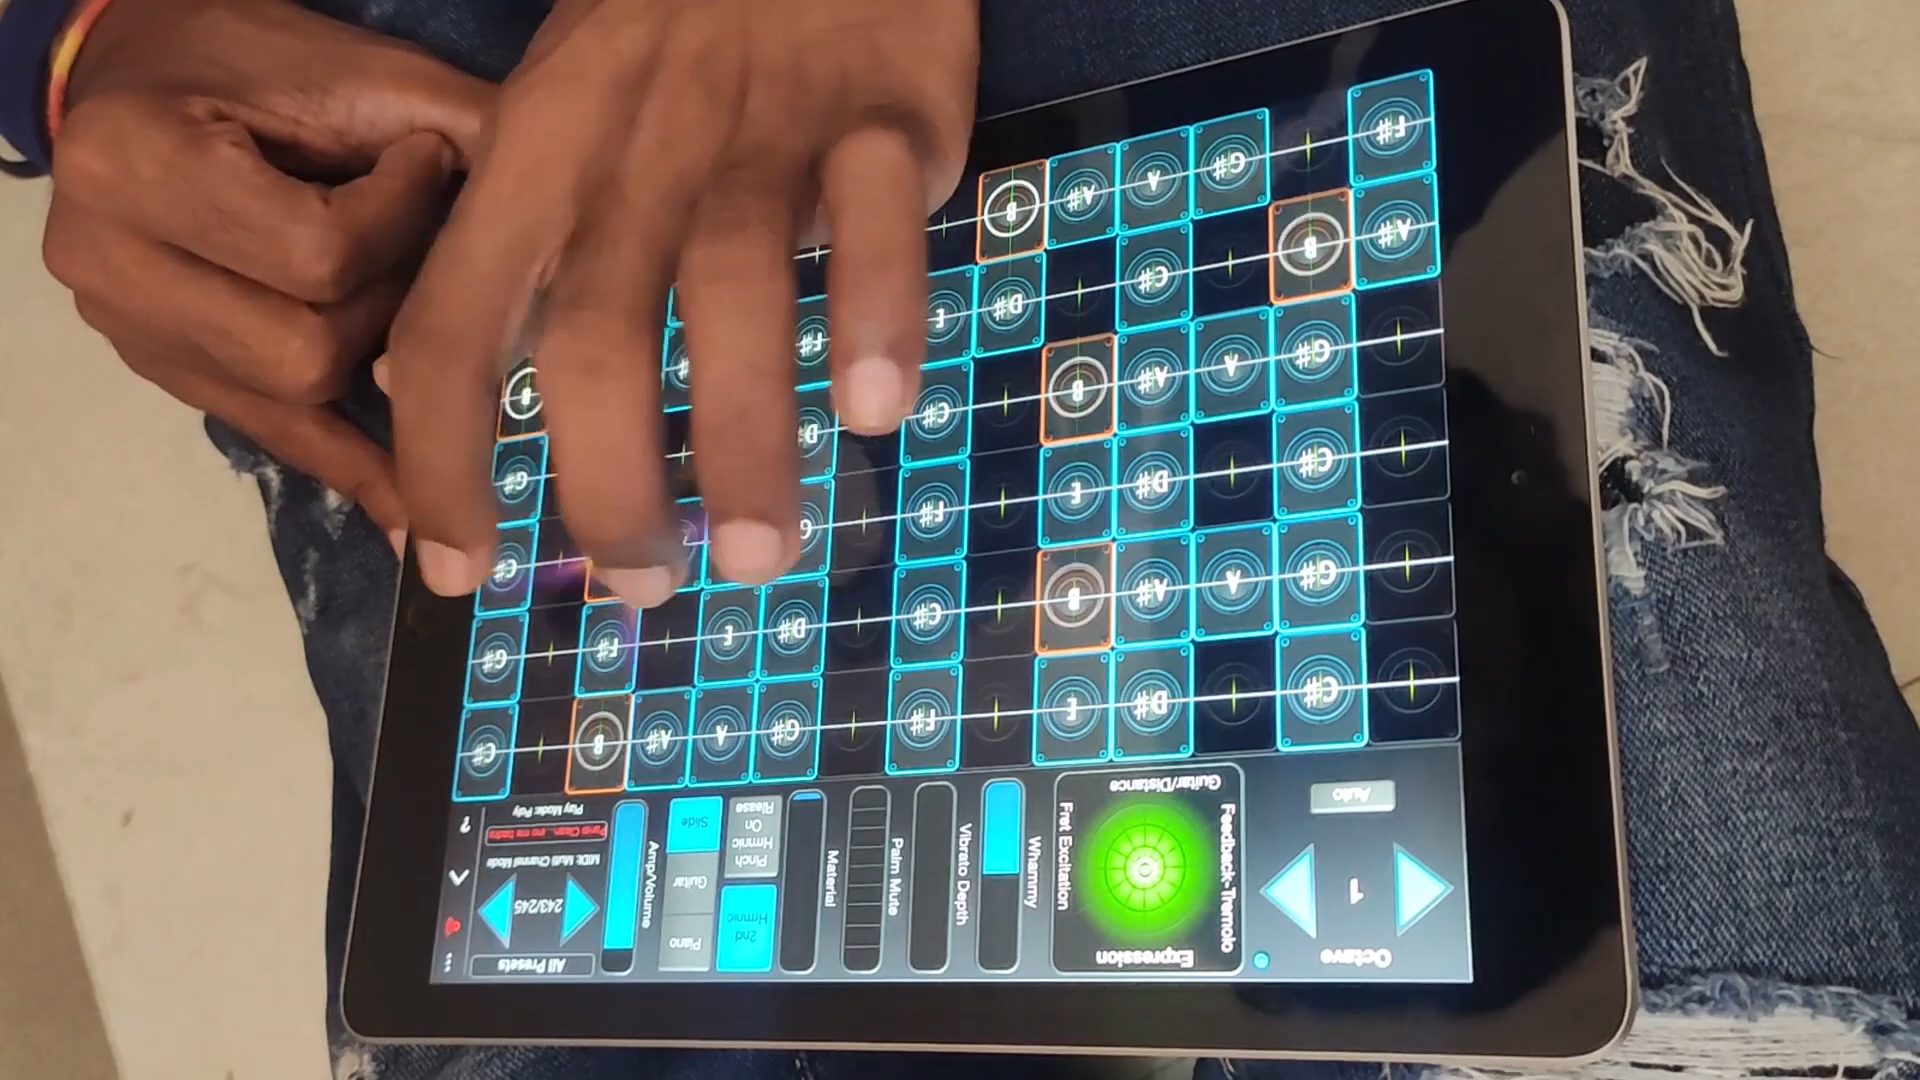 Octave
1
Auto
Expression
Feedback-Tremolo
Fret Excitation
Guitar/Distance
Whammy
Vibrato Depth
Palm Mute
Material
2nd Hrmnic
Pinch Hrmnic On Rlease
Piano
Guitar
Slide
Amp/Volume
All Presets
243/245
MIDI: Multi Channel Mode
Play Mode: Poly
?
C# D# E F# G# A A# B C#
G# A A# B C# D# E F# G#
C# D# E F# C#
G# A A# B C# D# G#
A# B C# D# E F# B
F# G# A A# B